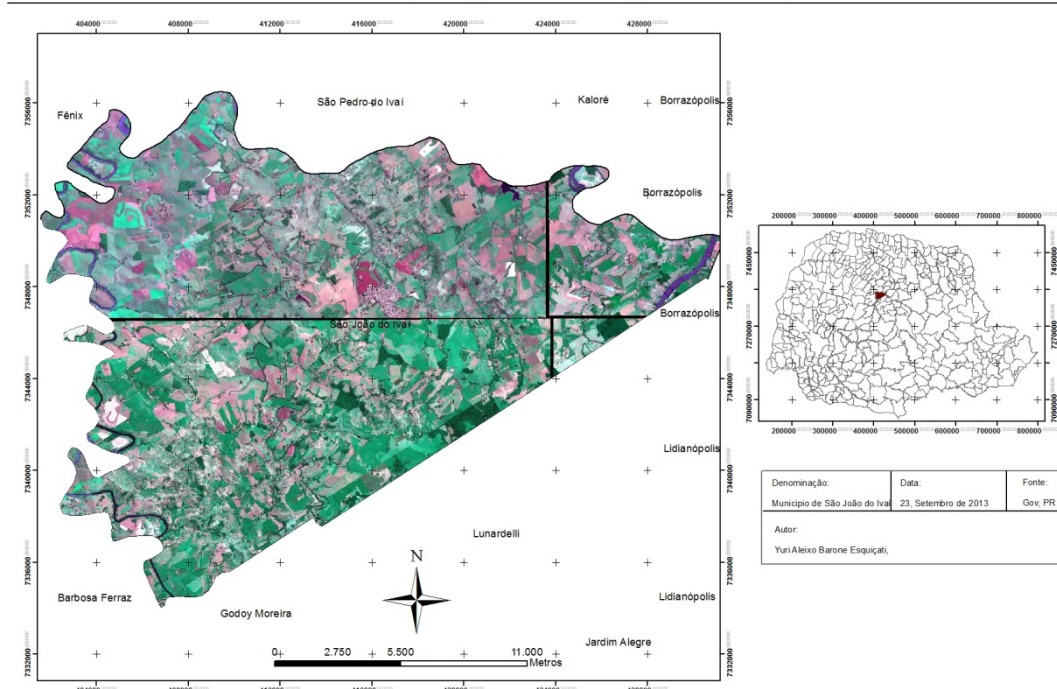 404000 408000 412000 416000 420000 424000 428000
7356000
7352000
7348000
7344000
7340000
7336000
7332000
Fênix
São Pedro do Ivaí
Kaloré
Borrazópolis
Borrazópolis
Borrazópolis
São João do Ivaí
Lidianópolis
Lunardelli
Lidianópolis
Barbosa Ferraz
Godoy Moreira
Jardim Alegre
N
0 2.750 5.500 11.000
Metros
7356000
7352000
7348000
7344000
7340000
7336000
7332000
200000 300000 400000 500000 600000 700000 800000
7450000
7270000
7090000
7450000
7270000
7090000
200000 300000 400000 500000 600000 700000 800000
Denominação:
Municipio de São João do Ivaí
Data:
23, Setembro de 2013
Fonte:
Gov, PR
Autor:
Yuri Aleixo Barone Esquiçati,